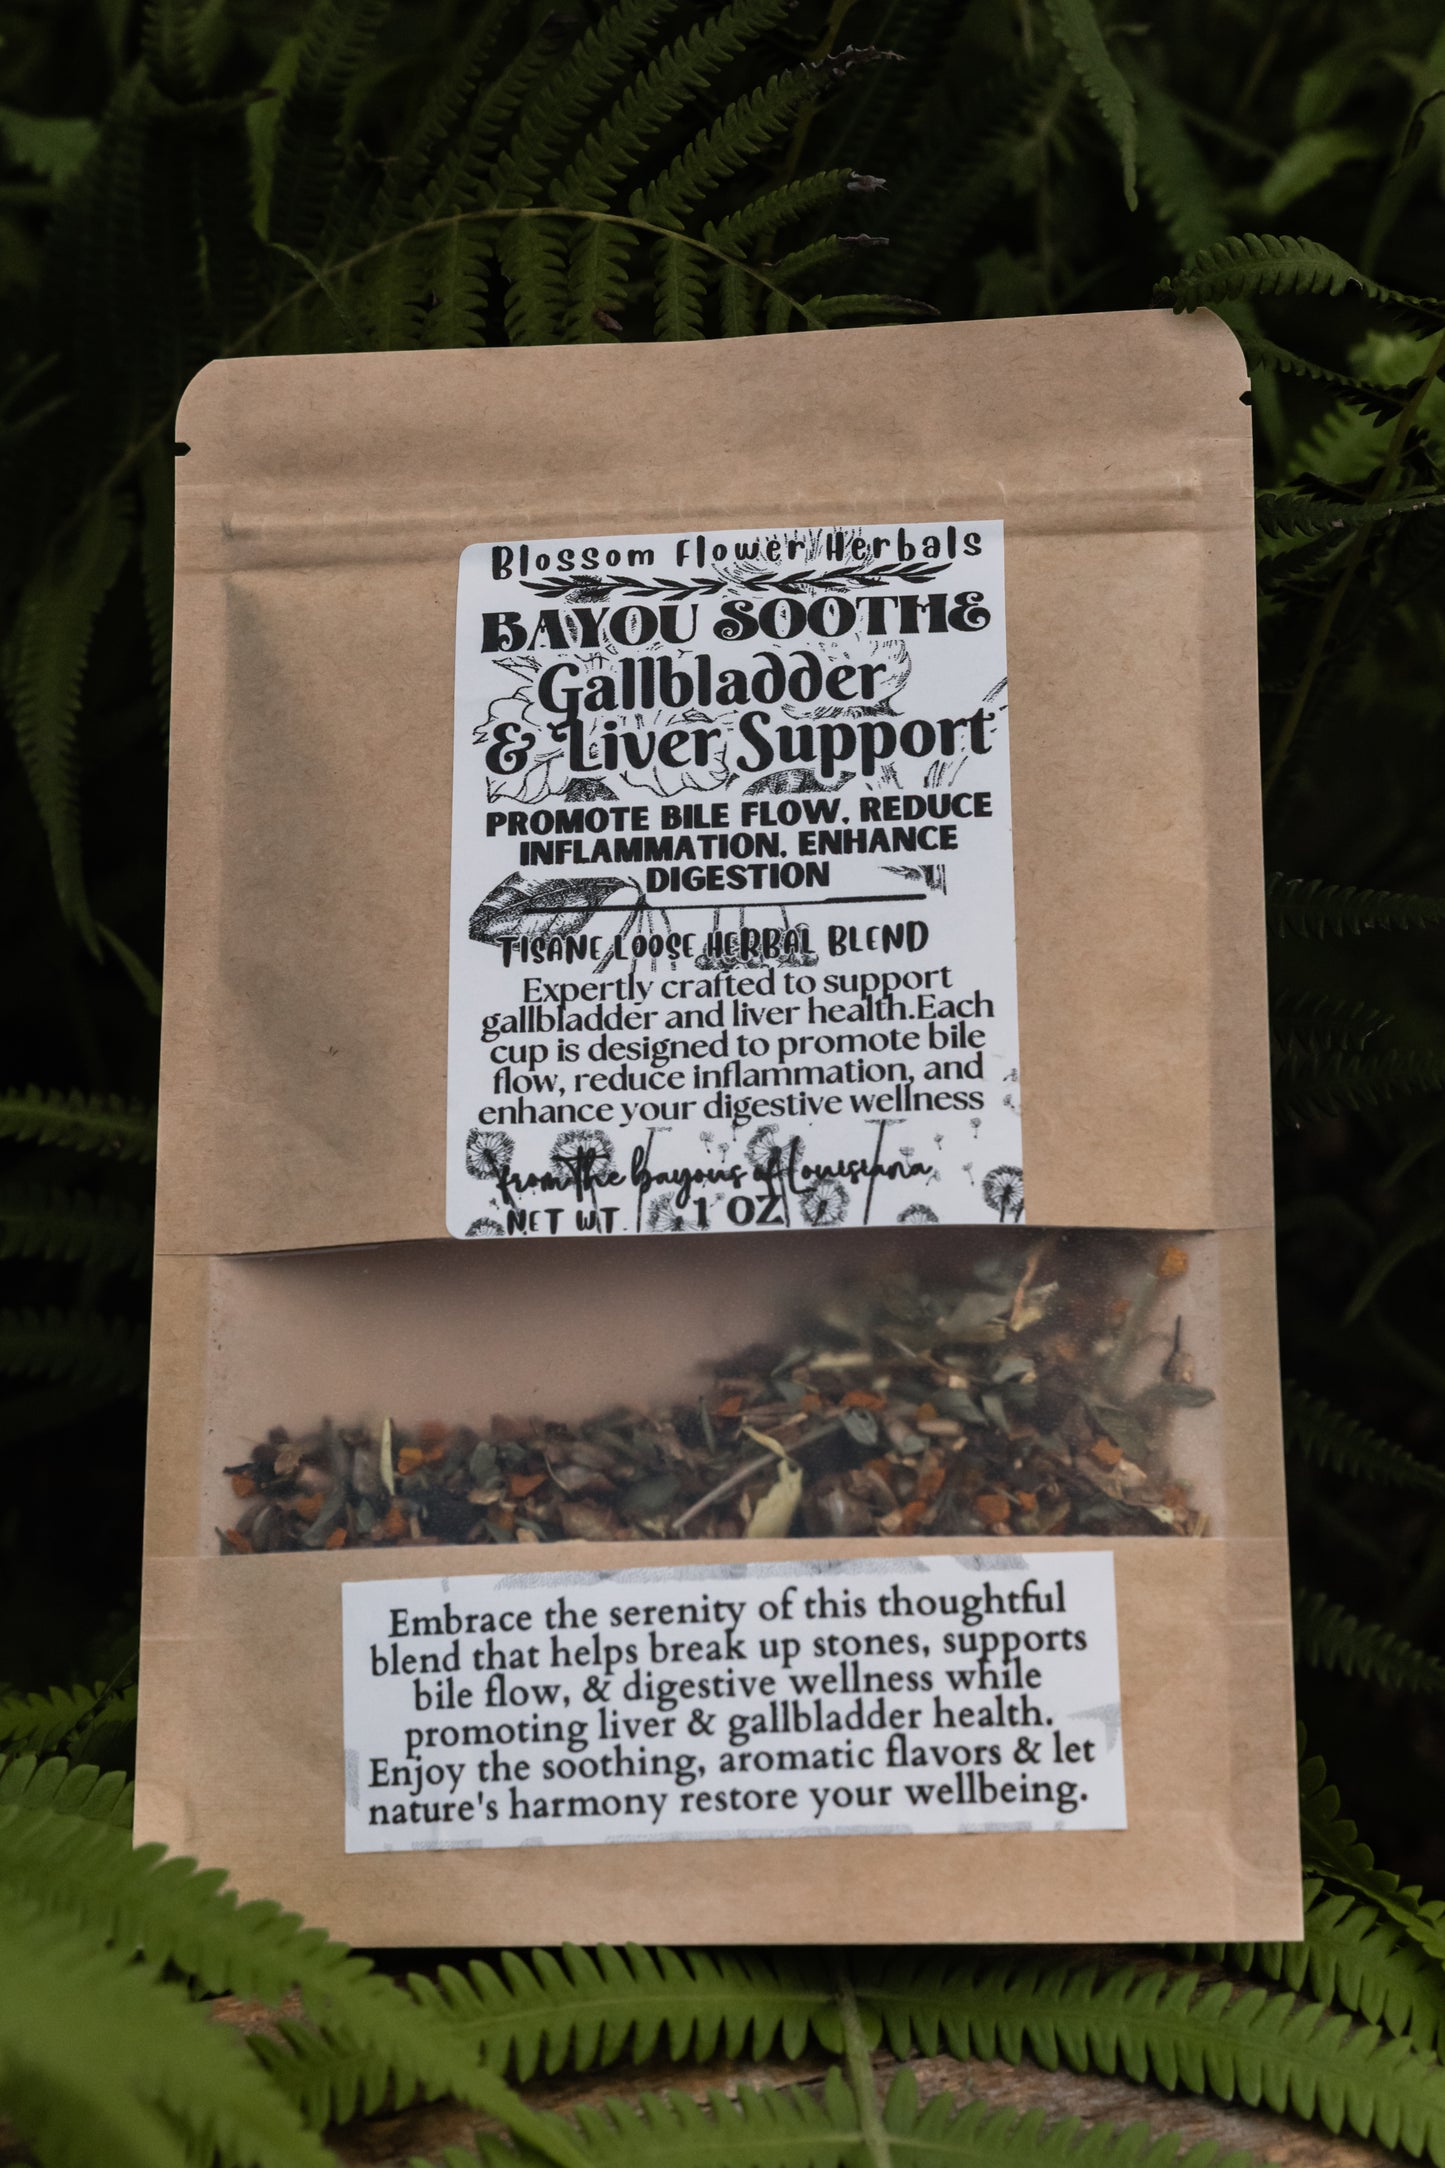 Blossom Flower Herbals
BAYOU SOOTHE
Gallbladder
& Liver Support
PROMOTE BILE FLOW, REDUCE
INFLAMMATION, ENHANCE
DIGESTION
TISANE LOOSE HERBAL BLEND
Expertly crafted to support
gallbladder and liver health.Each
cup is designed to promote bile
flow, reduce inflammation, and
enhance your digestive wellness
from the bayous of Louisiana
NET WT. 1 OZ
Embrace the serenity of this thoughtful
blend that helps break up stones, supports
bile flow, & digestive wellness while
promoting liver & gallbladder health.
Enjoy the soothing, aromatic flavors & let
nature's harmony restore your wellbeing.